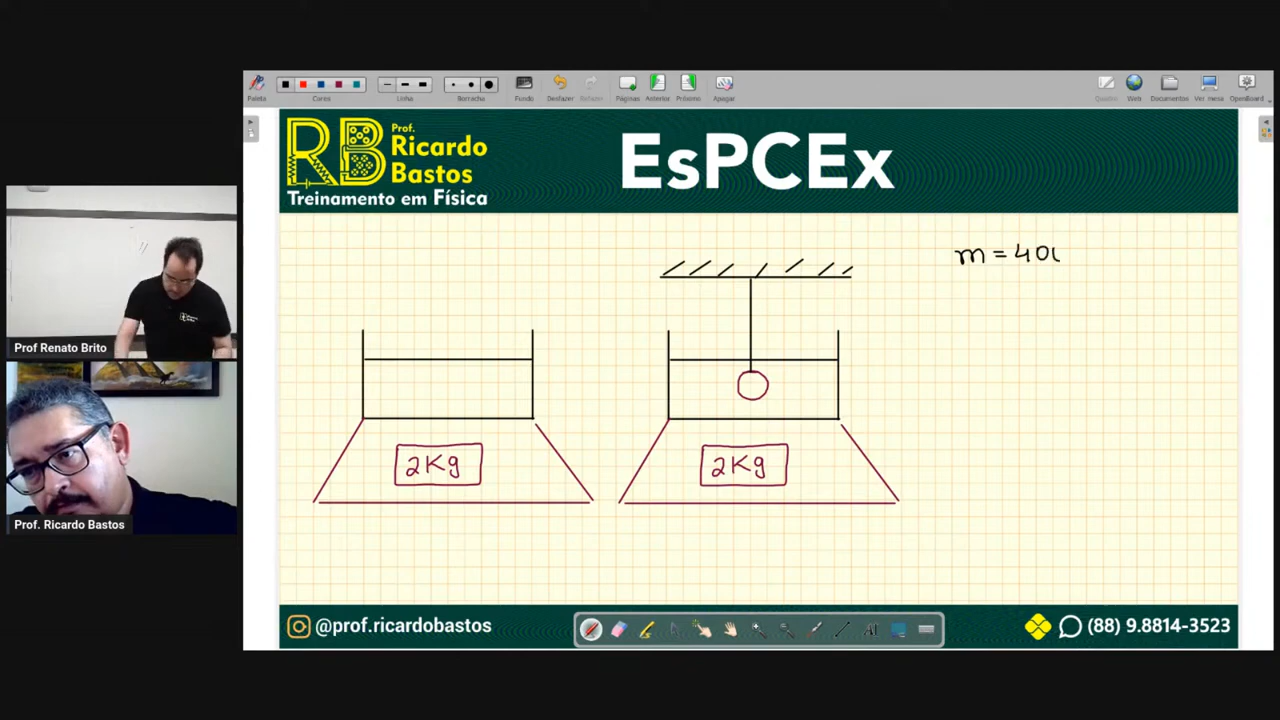 Paleta
Cores
Linha
Borracha
Fundo
Desfazer
Refazer
Páginas
Anterior
Próximo
Apagar
Quadro
Web
Documentos
Ver mesa
OpenBoard
RB
Prof.
Ricardo
Bastos
Treinamento em Física
EsPCEx
m = 40
Prof Renato Brito
2Kg
2Kg
Prof. Ricardo Bastos
@prof.ricardobastos
(88) 9.8814-3523